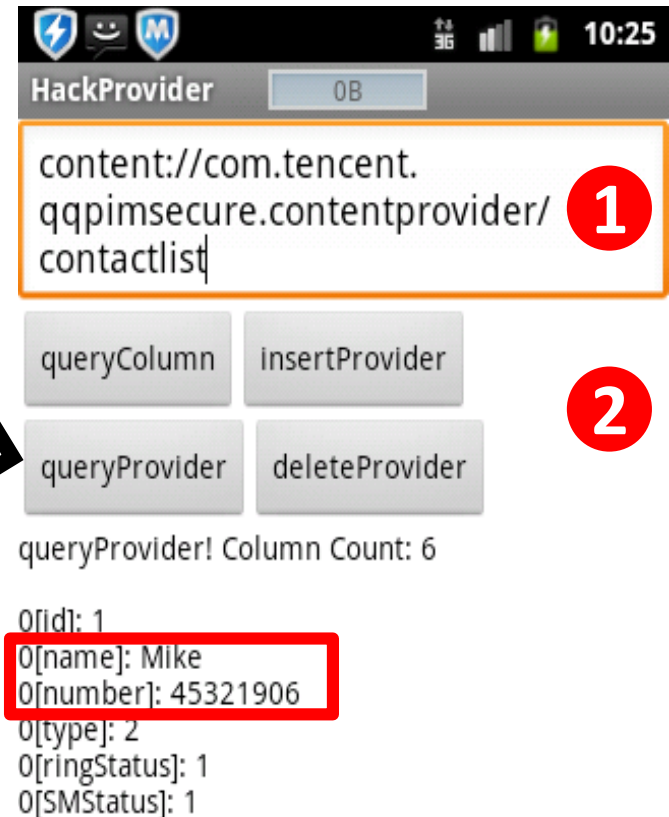 3G 10:25
HackProvider 0B
content://com.tencent.
qqpimsecure.contentprovider/
contactlist
1
queryColumn insertProvider
2
queryProvider deleteProvider
queryProvider! Column Count: 6
0[id]: 1
0[name]: Mike
0[number]: 45321906
0[type]: 2
0[ringStatus]: 1
0[SMStatus]: 1